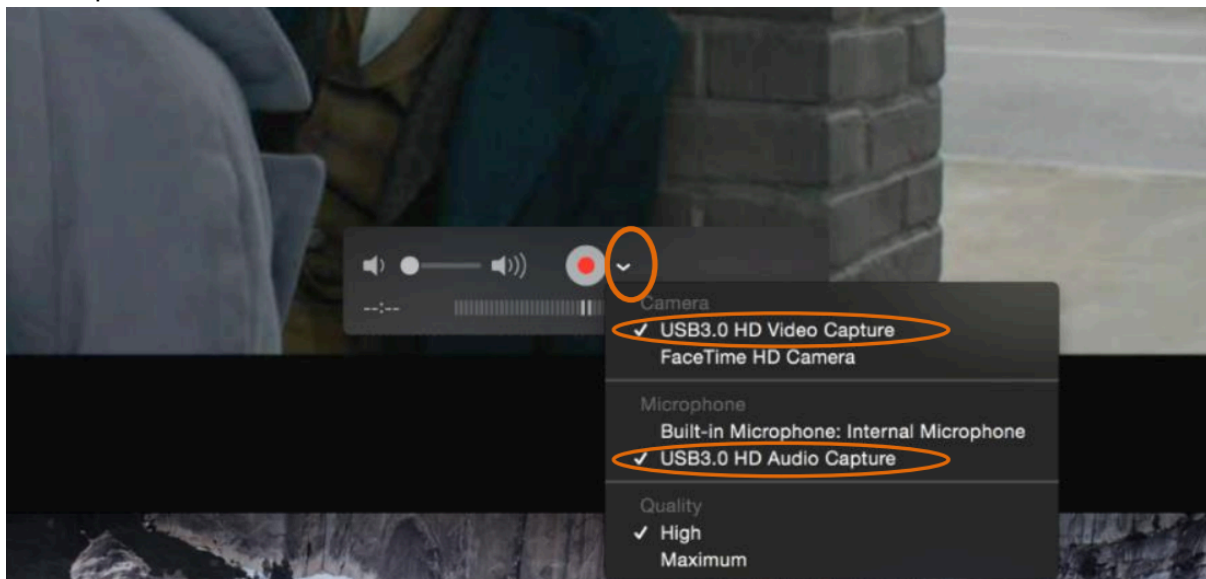 --:--
Camera
✓ USB3.0 HD Video Capture
FaceTime HD Camera
Microphone
Built-in Microphone: Internal Microphone
✓ USB3.0 HD Audio Capture
Quality
✓ High
Maximum